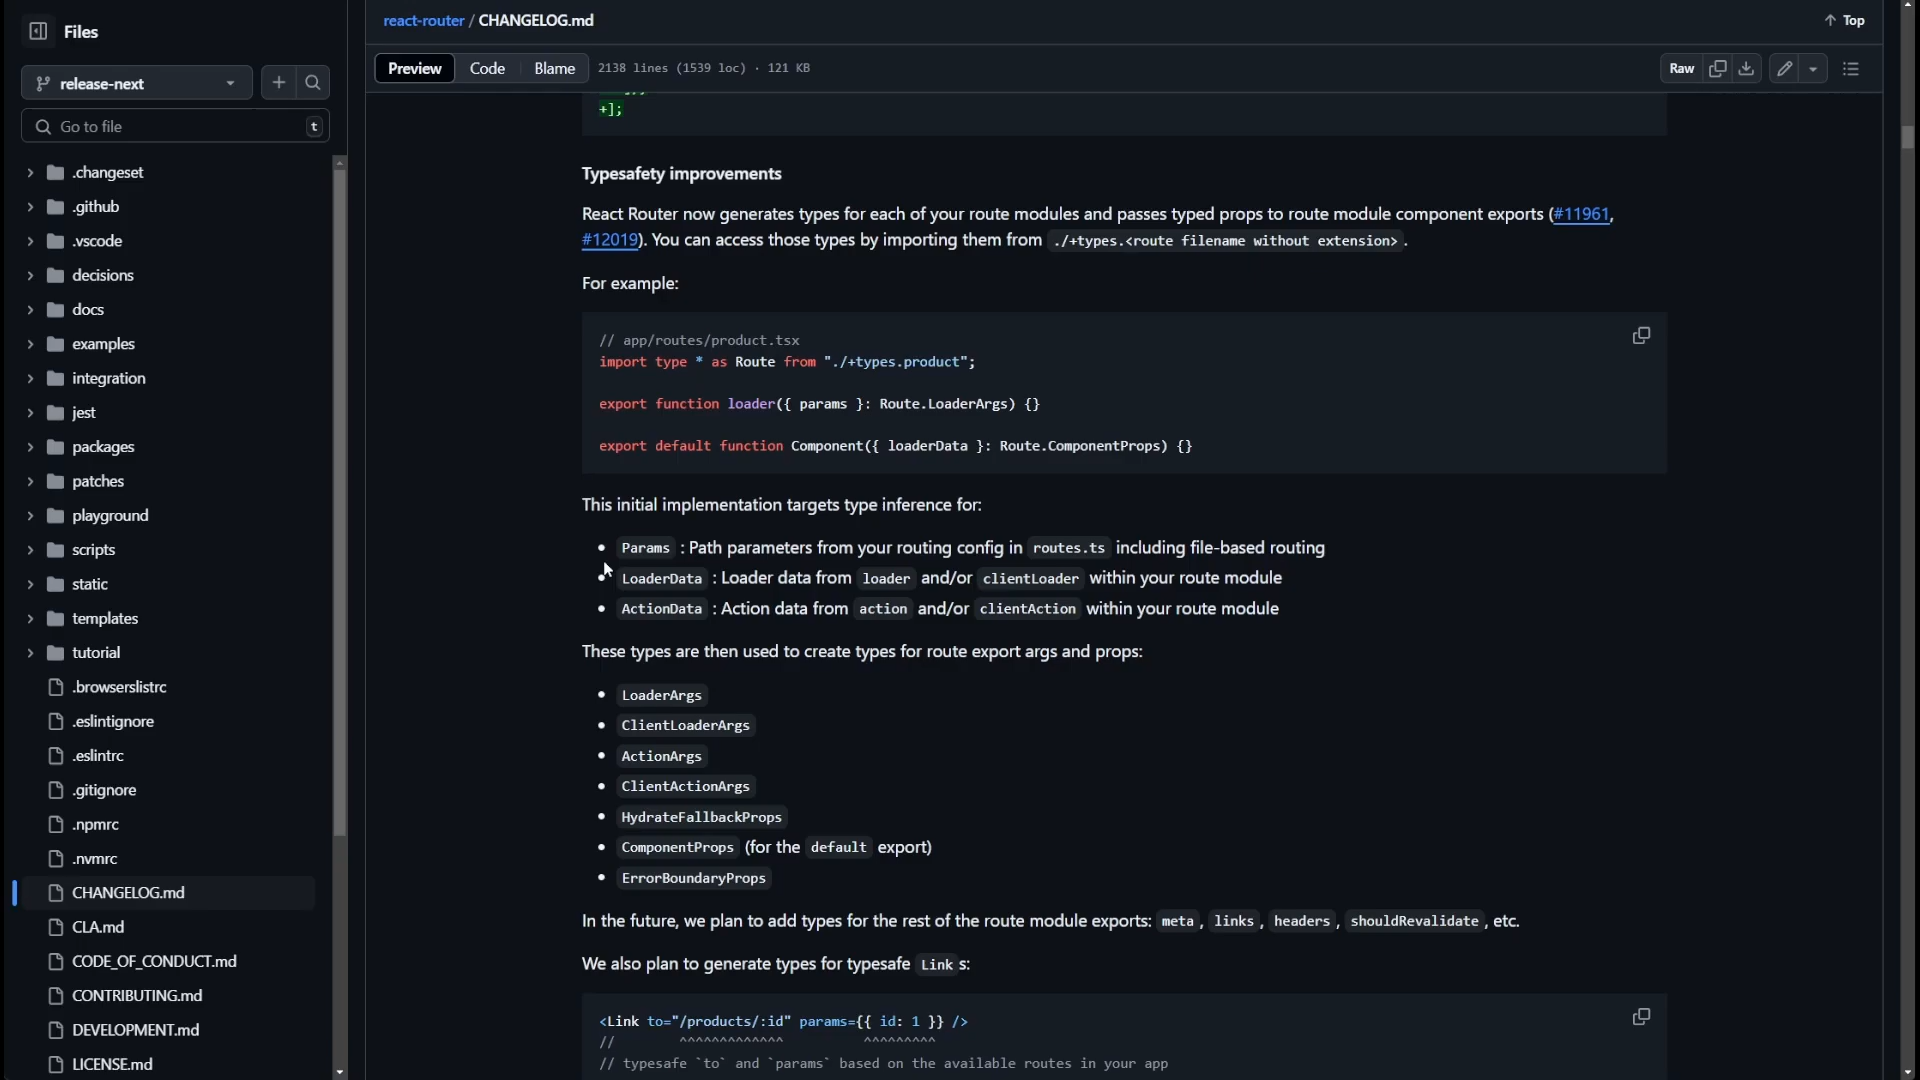 Files
release-next
Go to file
t
.changeset
.github
.vscode
decisions
docs
examples
integration
jest
packages
patches
playground
scripts
static
templates
tutorial
.browserslistrc
.eslintignore
.eslintrc
.gitignore
.npmrc
.nvmrc
CHANGELOG.md
CLA.md
CODE_OF_CONDUCT.md
CONTRIBUTING.md
DEVELOPMENT.md
LICENSE.md
react-router / CHANGELOG.md
Top
Preview Code Blame 2138 lines (1539 loc) · 121 KB
Raw
+];
Typesafety improvements
React Router now generates types for each of your route modules and passes typed props to route module component exports (#11961,
#12019). You can access those types by importing them from ./+types.<route filename without extension> .
For example:
// app/routes/product.tsx
import type * as Route from "./+types.product";
export function loader({ params }: Route.LoaderArgs) {}
export default function Component({ loaderData }: Route.ComponentProps) {}
This initial implementation targets type inference for:
• Params : Path parameters from your routing config in routes.ts including file-based routing
• LoaderData : Loader data from loader and/or clientLoader within your route module
• ActionData : Action data from action and/or clientAction within your route module
These types are then used to create types for route export args and props:
• LoaderArgs
• ClientLoaderArgs
• ActionArgs
• ClientActionArgs
• HydrateFallbackProps
• ComponentProps (for the default export)
• ErrorBoundaryProps
In the future, we plan to add types for the rest of the route module exports: meta , links , headers , shouldRevalidate , etc.
We also plan to generate types for typesafe Link s:
<Link to="/products/:id" params={{ id: 1 }} />
//        ^^^^^^^^^^^^^          ^^^^^^^^^
// typesafe `to` and `params` based on the available routes in your app